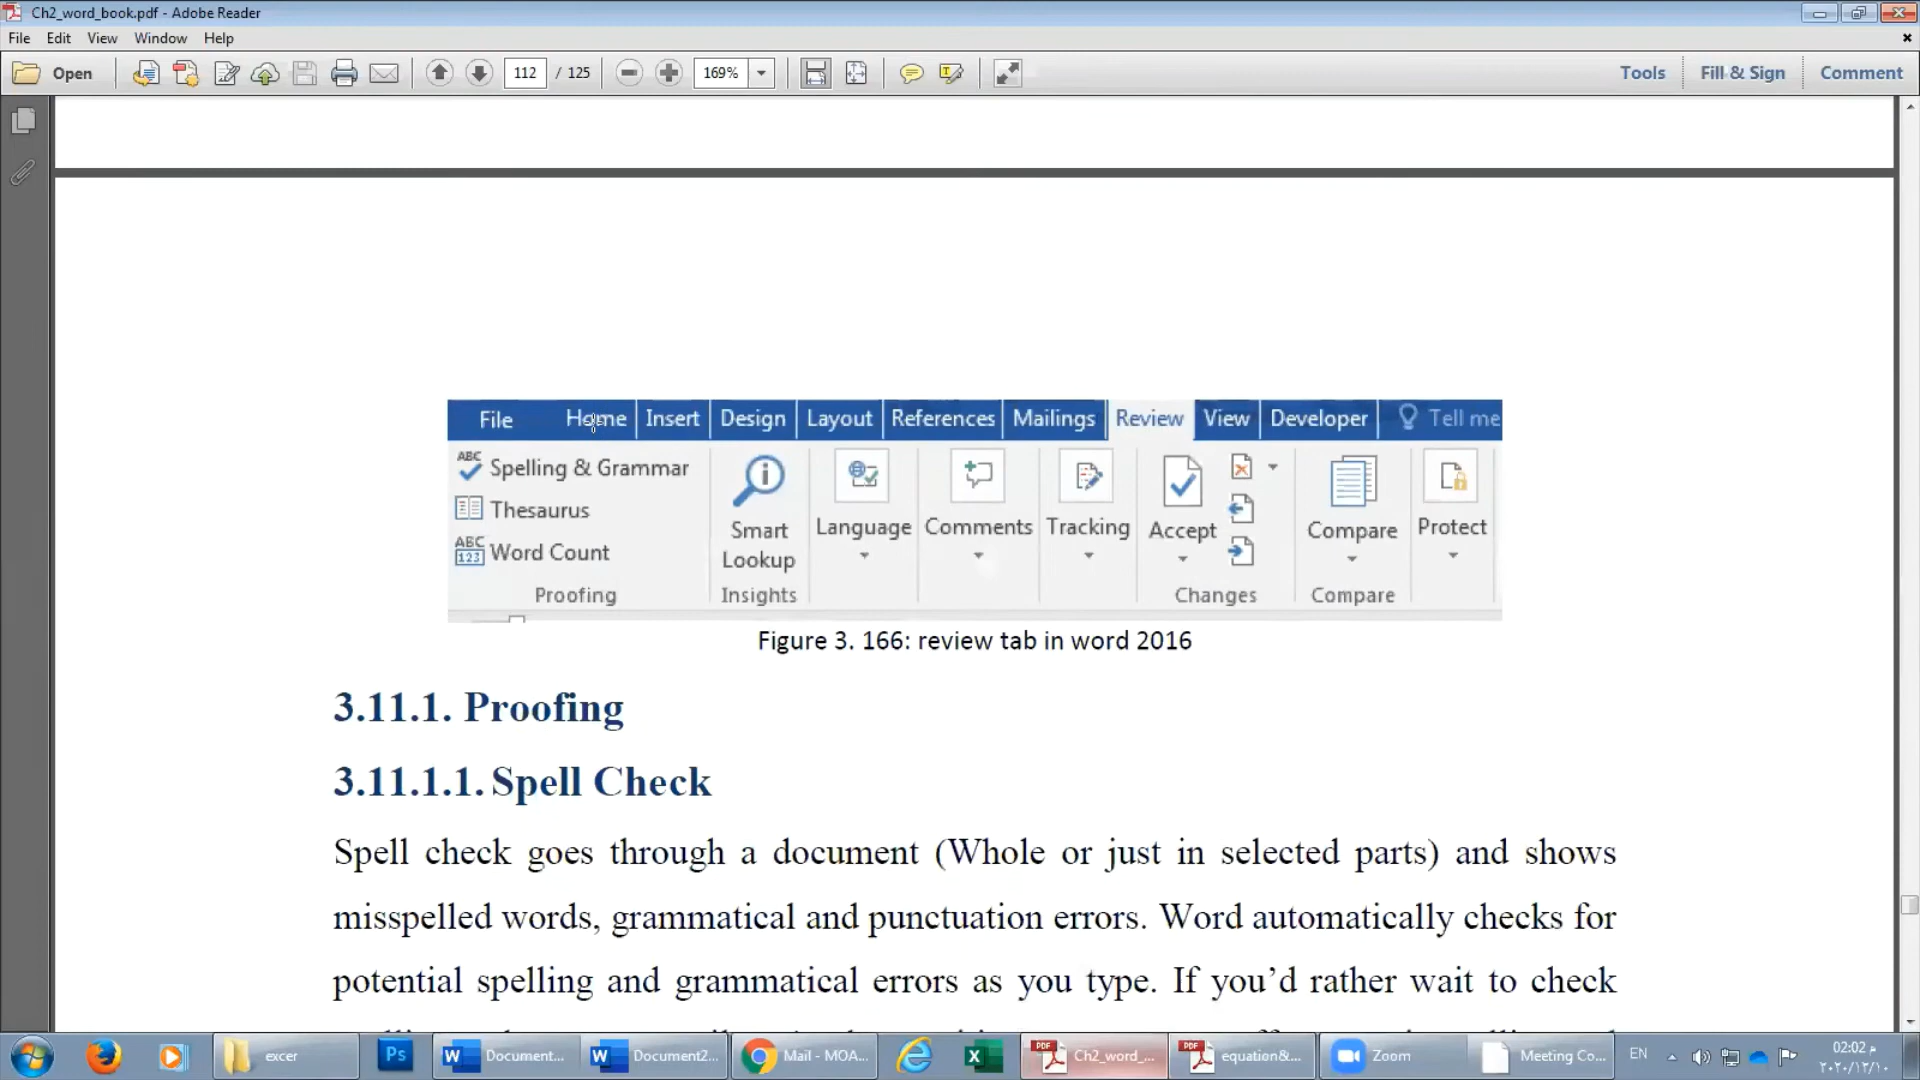 Ch2_word_book.pdf - Adobe Reader
File Edit View Window Help
Open 112 / 125 169% Tools Fill & Sign Comment
File Home Insert Design Layout References Mailings Review View Developer Tell me
ABC Spelling & Grammar
Thesaurus
ABC 123 Word Count
Proofing
Smart
Lookup
Insights
Language
Comments
Tracking
Accept
Changes
Compare
Compare
Protect
Figure 3. 166: review tab in word 2016
3.11.1. Proofing
3.11.1.1. Spell Check
Spell check goes through a document (Whole or just in selected parts) and shows
misspelled words, grammatical and punctuation errors. Word automatically checks for
potential spelling and grammatical errors as you type. If you’d rather wait to check
excer Ps Document... Document2... Mail - MOA... Ch2_word_... equation&... Zoom Meeting Co... EN
02:02 م
٢٠٢٠/١٢/١٠